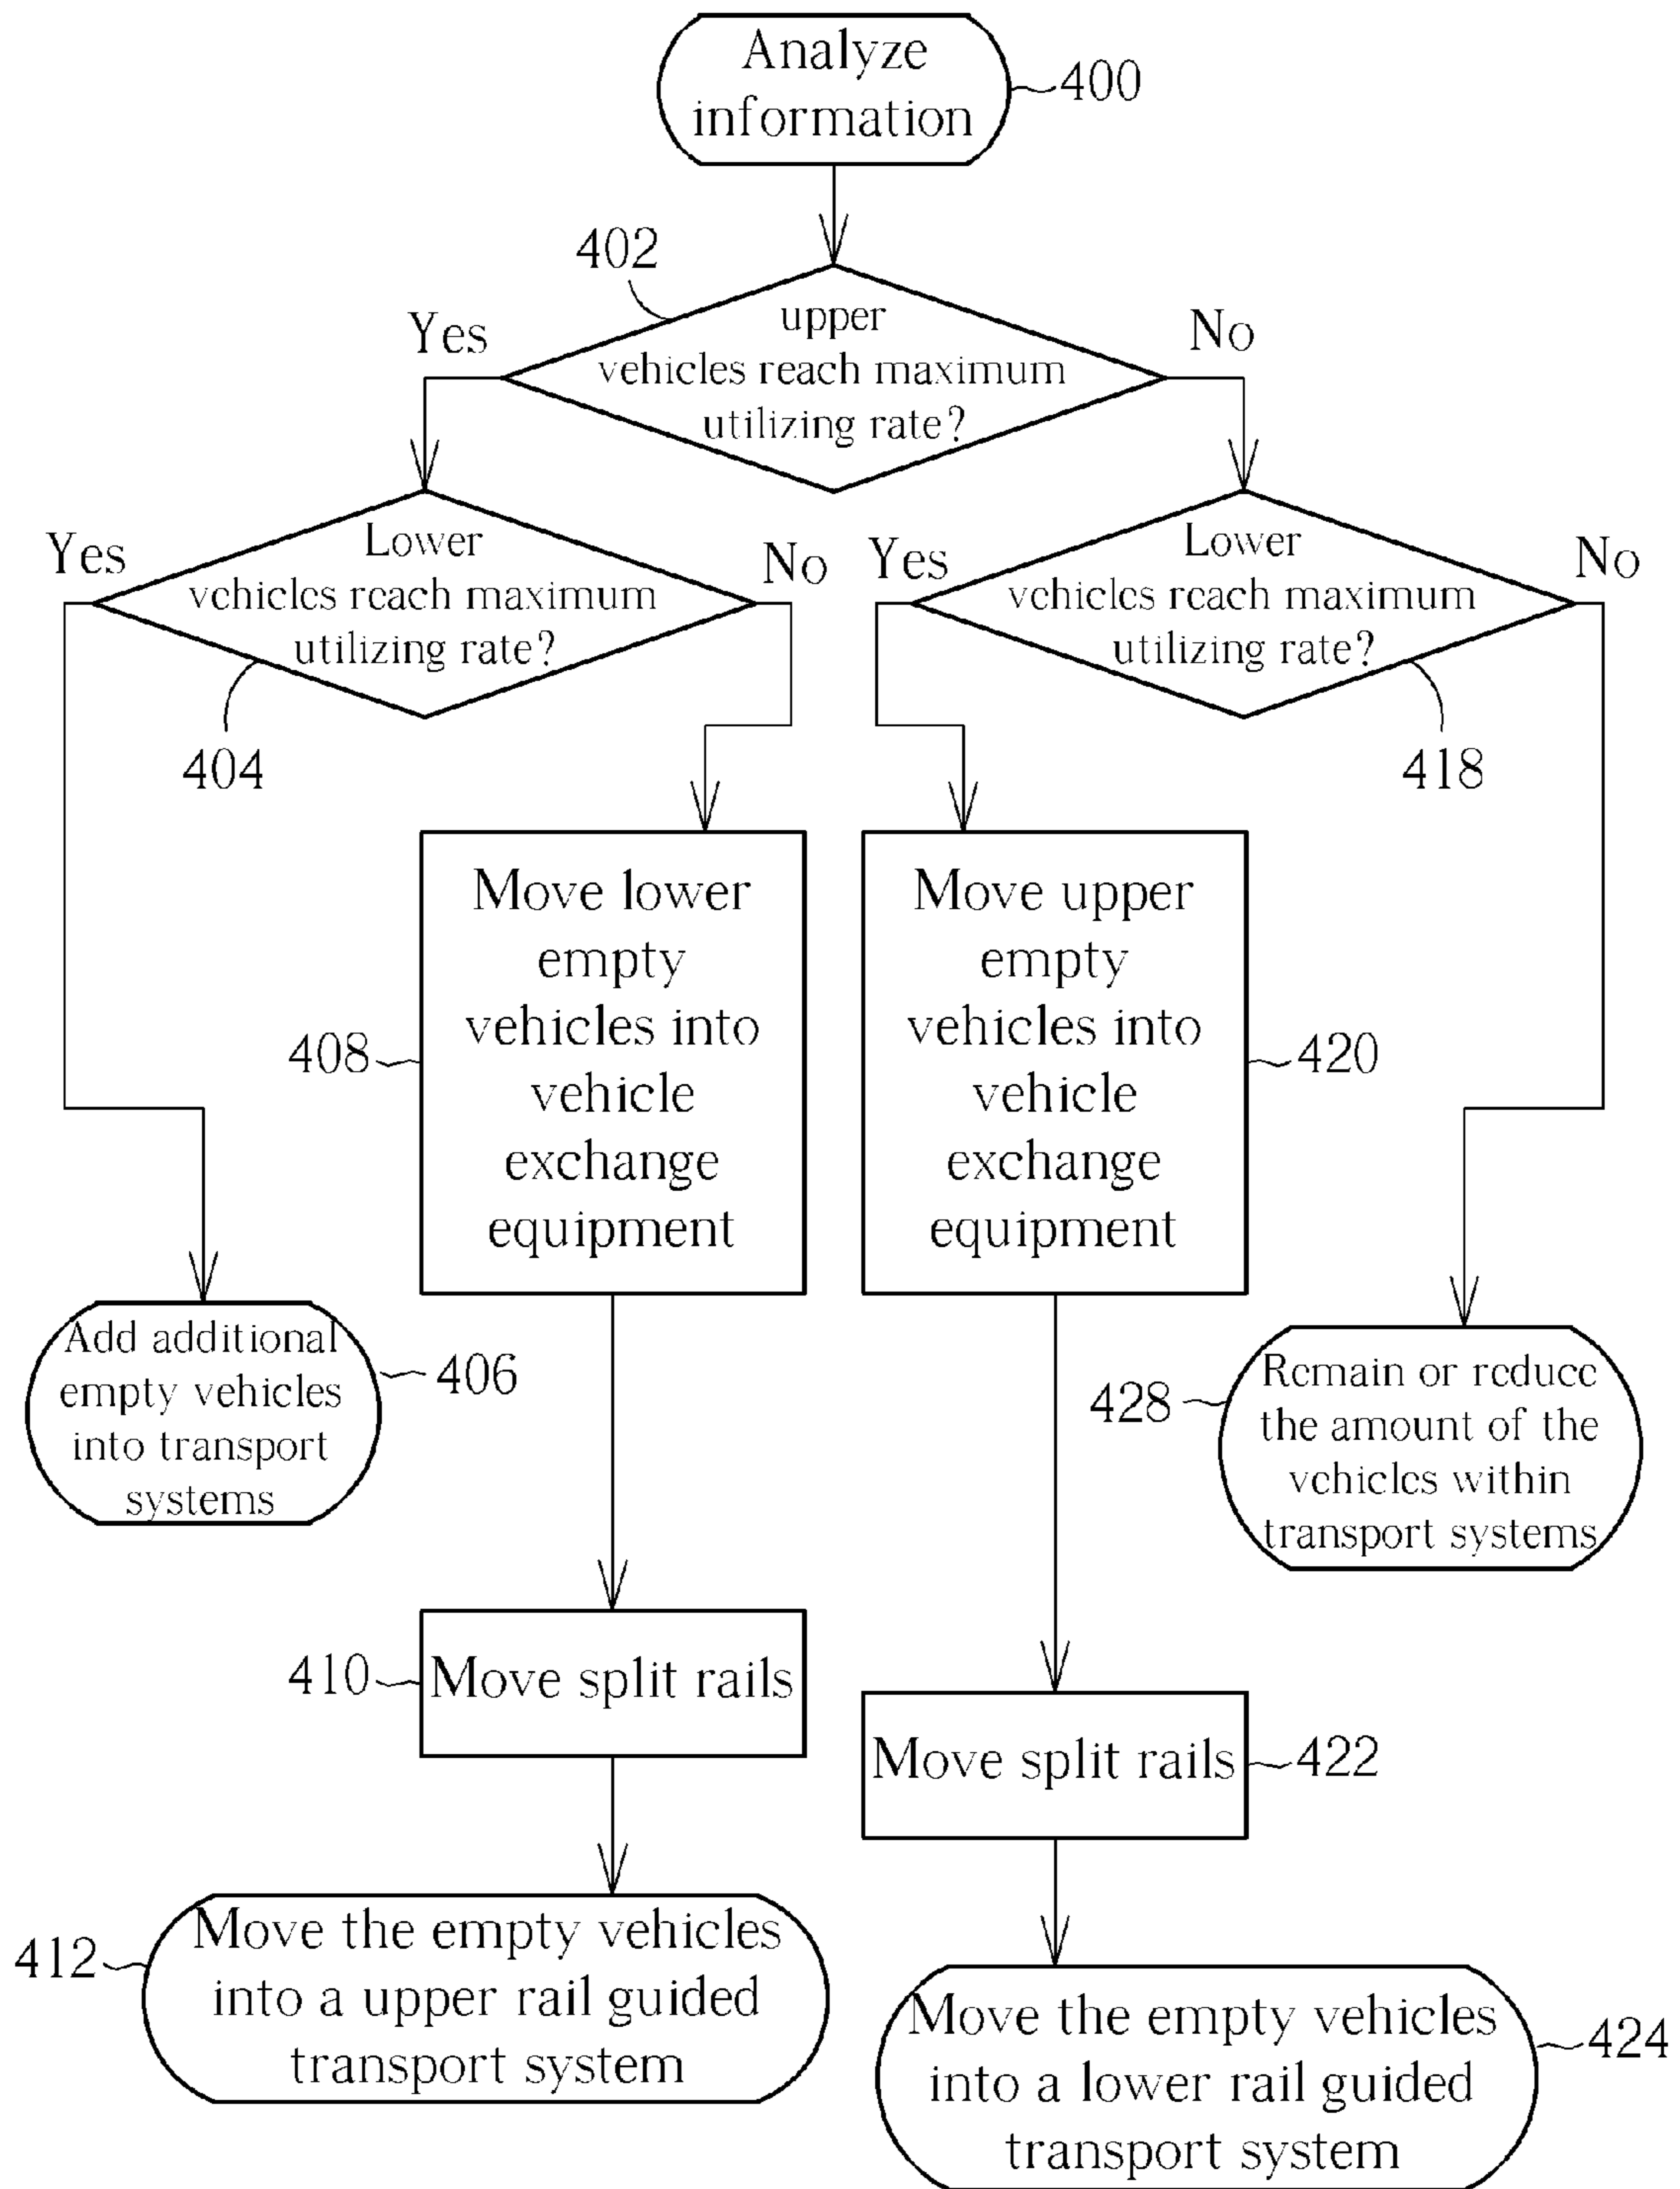 Analyze
information
400
402
Yes
No
upper
vehicles reach maximum
utilizing rate?
Yes
Lower
vehicles reach maximum
utilizing rate?
No
404
Yes
Lower
vehicles reach maximum
utilizing rate?
No
418
Move lower
empty
vehicles into
vehicle
exchange
equipment
408
Move upper
empty
vehicles into
vehicle
exchange
equipment
420
Add additional
empty vehicles
into transport
systems
406
428
Remain or reduce
the amount of the
vehicles within
transport systems
410
Move split rails
Move split rails
422
412
Move the empty vehicles
into a upper rail guided
transport system
Move the empty vehicles
into a lower rail guided
transport system
424